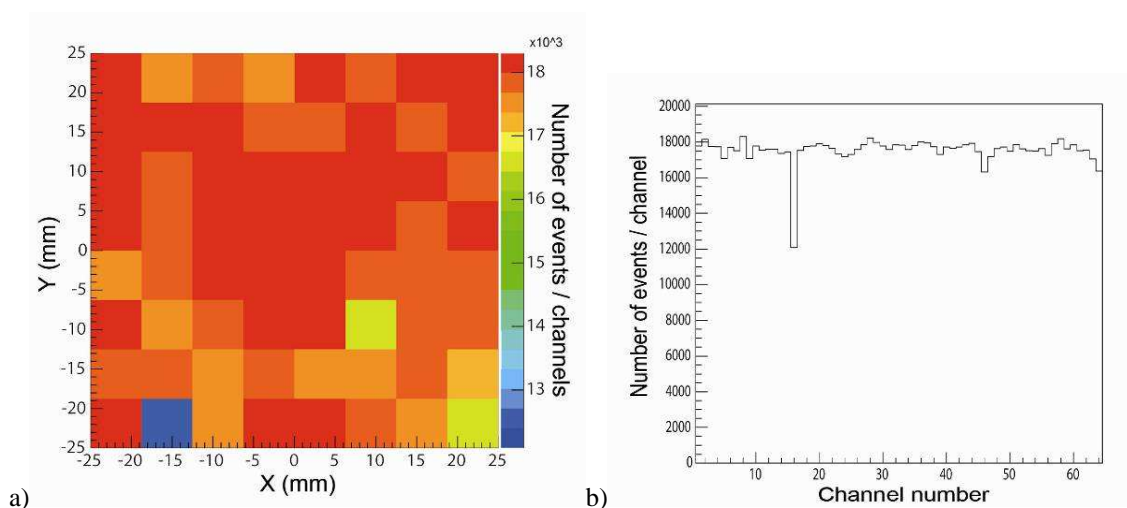 x10^3
25
20
15
10
5
0
-5
-10
-15
-20
-25
Y (mm)
-25 -20 -15 -10 -5 0 5 10 15 20 25
X (mm)
18
17
16
15
14
13
Number of events / channels
a)
20000
18000
16000
14000
12000
10000
8000
6000
4000
2000
0
Number of events / channel
10 20 30 40 50 60
Channel number
b)